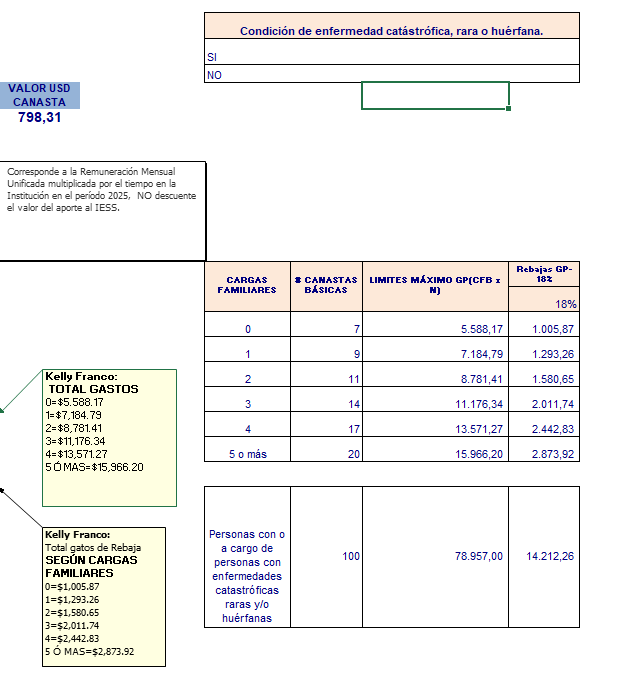 Condición de enfermedad catástrófica, rara o huérfana.
SI
NO
VALOR USD
CANASTA
798,31
Corresponde a la Remuneración Mensual
Unificada multiplicada por el tiempo en la
Institución en el período 2025, NO descuente
el valor del aporte al IESS.
CARGAS FAMILIARES # CANASTAS BÁSICAS LIMITES MÁXIMO GP(CFB x N) Rebajas GP-18%
18%
0 7 5.588,17 1.005,87
1 9 7.184,79 1.293,26
2 11 8.781,41 1.580,65
3 14 11.176,34 2.011,74
4 17 13.571,27 2.442,83
5 o más 20 15.966,20 2.873,92
Kelly Franco:
TOTAL GASTOS
0=$5.588.17
1=$7,184.79
2=$8,781.41
3=$11,176.34
4=$13,571.27
5 Ó MAS=$15,966.20
Personas con o
a cargo de
personas con
enfermedades
catastróficas
raras y/o
huérfanas
100 78.957,00 14.212,26
Kelly Franco:
Total gatos de Rebaja
SEGÚN CARGAS
FAMILIARES
0=$1,005.87
1=$1,293.26
2=$1,580.65
3=$2,011.74
4=$2,442.83
5 Ó MAS=$2,873.92